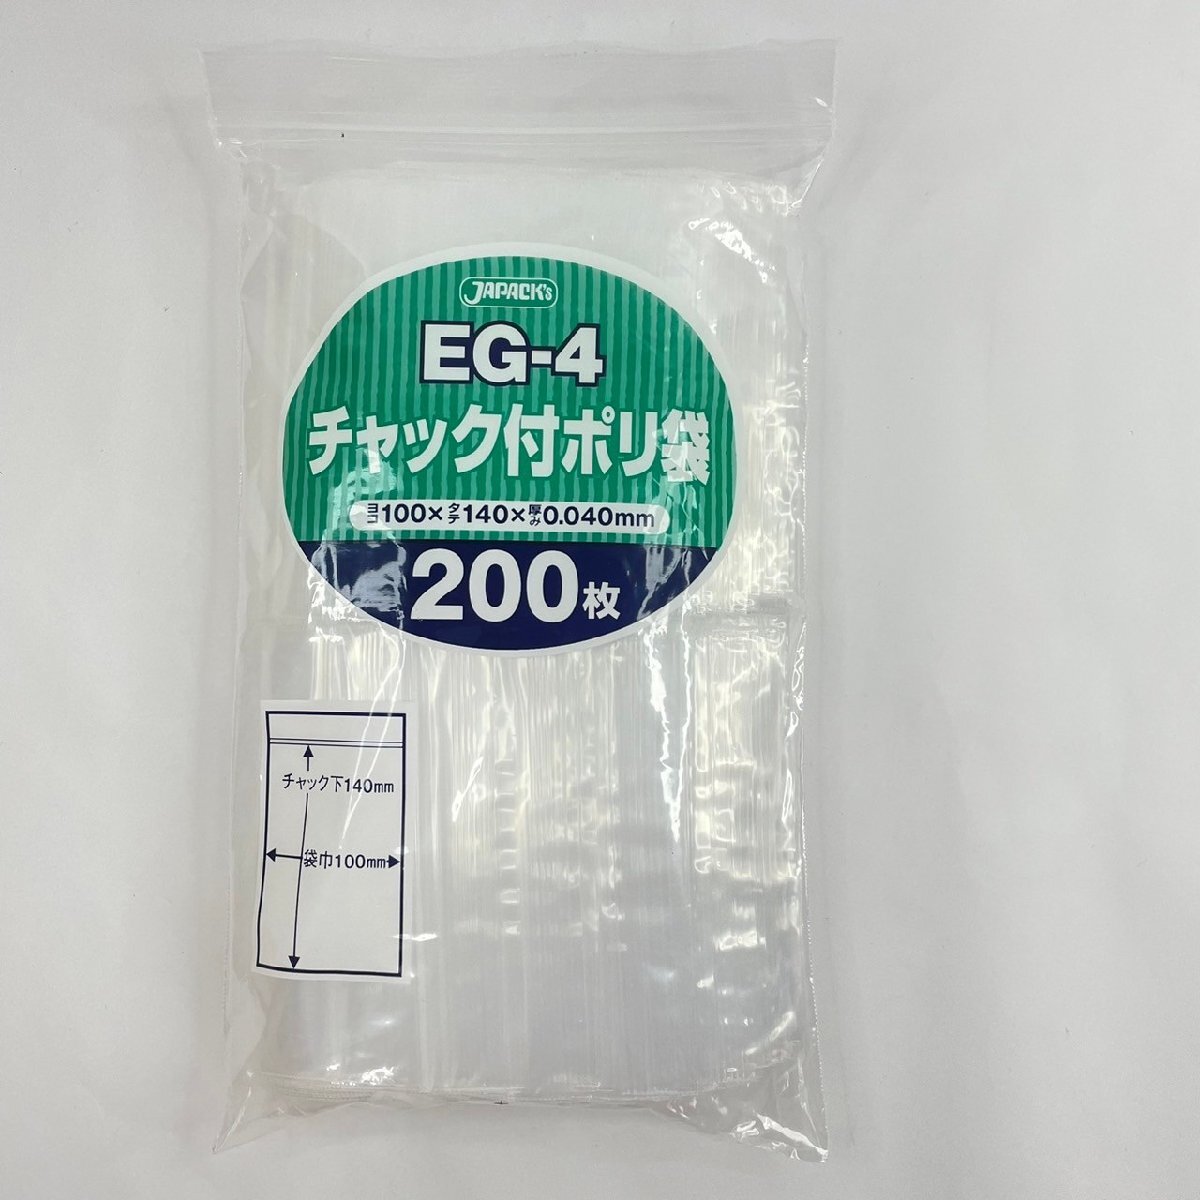 JAPACK's
EG-4
チャック付ポリ袋
ヨコ100×タテ140×厚み0.040mm
200枚
チャック下140mm
袋巾100mm